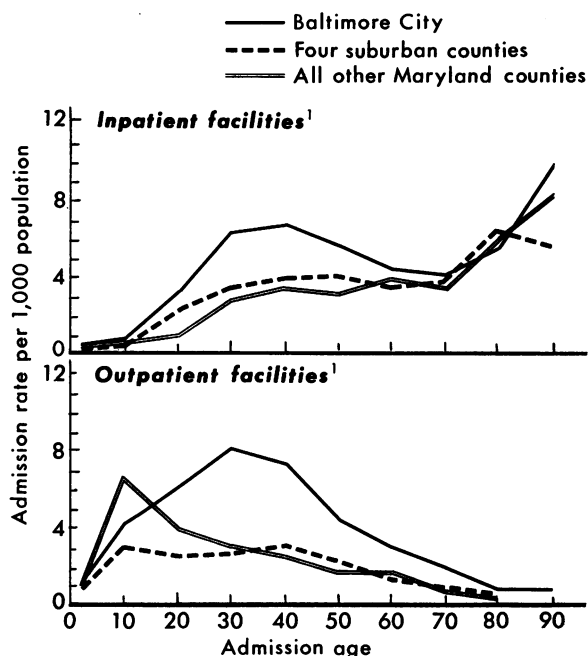 Baltimore City
Four suburban counties
All other Maryland counties
12
Inpatient facilities¹
8
4
0
12
Outpatient facilities¹
8
4
0
0 10 20 30 40 50 60 70 80 90
Admission age
Admission rate per 1,000 population